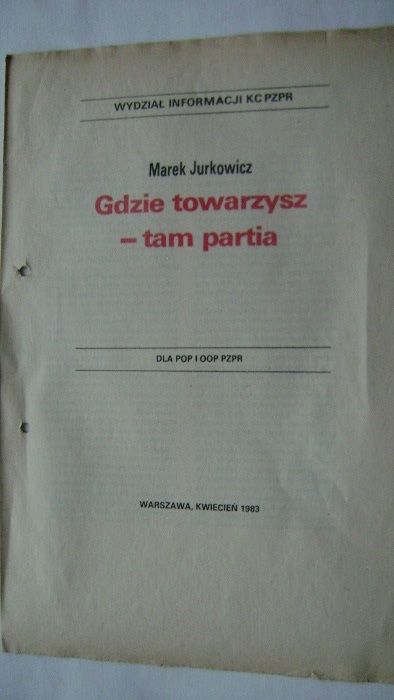 WYDZIAŁ INFORMACJI KC PZPR
Marek Jurkowicz
Gdzie towarzysz
– tam partia
DLA POP I OOP PZPR
WARSZAWA, KWIECIEŃ 1983